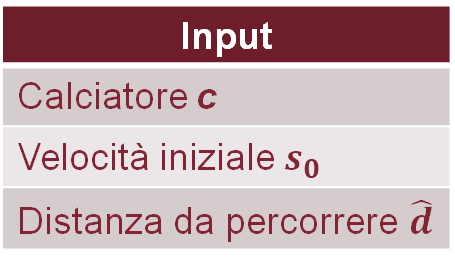 Input
Calciatore c
Velocità iniziale s₀
Distanza da percorrere d̂